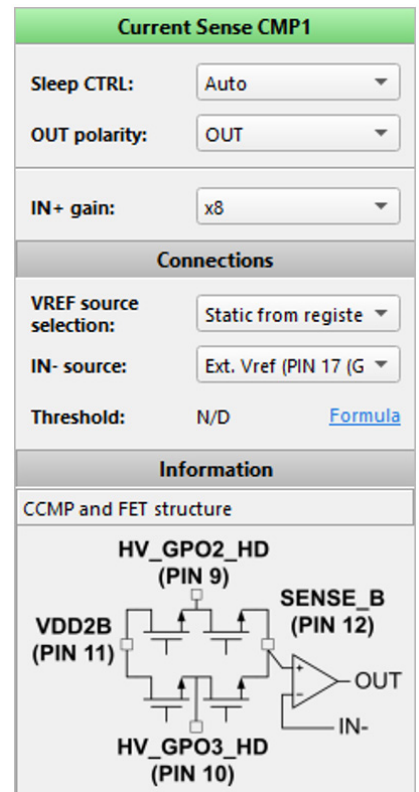 Current Sense CMP1
Sleep CTRL: Auto
OUT polarity: OUT
IN+ gain: x8
Connections
VREF source
selection: Static from registe
IN- source: Ext. Vref (PIN 17 (G
Threshold: N/D Formula
Information
CCMP and FET structure
HV_GPO2_HD
(PIN 9)
SENSE_B
(PIN 12)
VDD2B
(PIN 11)
+
OUT
-
IN-
HV_GPO3_HD
(PIN 10)